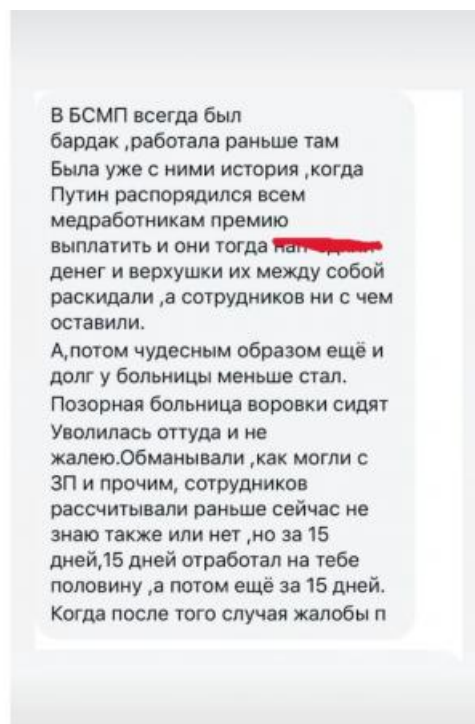 В БСМП всегда был
бардак ,работала раньше там
Была уже с ними история ,когда
Путин распорядился всем
медработникам премию
выплатить и они тогда
денег и верхушки их между собой
раскидали ,а сотрудников ни с чем
оставили.
А,потом чудесным образом ещё и
долг у больницы меньше стал.
Позорная больница воровки сидят
Уволилась оттуда и не
жалею.Обманывали ,как могли с
ЗП и прочим, сотрудников
рассчитывали раньше сейчас не
знаю также или нет ,но за 15
дней,15 дней отработал на тебе
половину ,а потом ещё за 15 дней.
Когда после того случая жалобы п